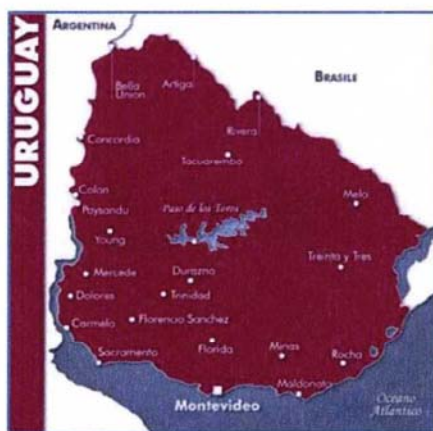 URUGUAY
ARGENTINA
BRASILE
Bella
Union
Artigas
Rivera
Concordia
Tacuarembo
Colon
Paysandu
Melo
Paso de los Toros
Young
Treinta y Tres
Mercede
Durazno
Dolores
Trinidad
Carmelo
Florencio Sanchez
Florida
Minas
Rocha
Sacramento
Maldonato
Montevideo
Oceano
Atlantico